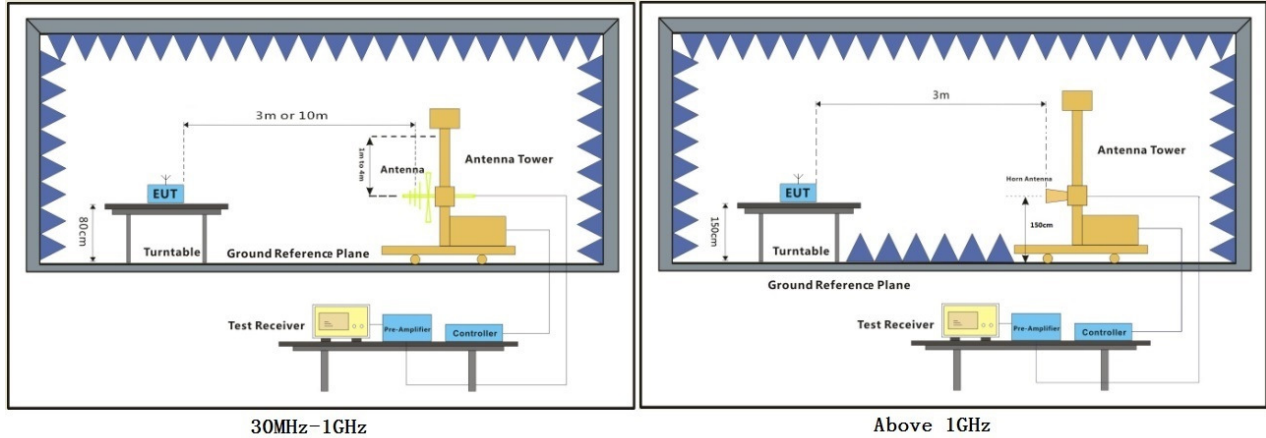 3m or 10m
1m to 4m
Antenna
Antenna Tower
EUT
80cm
Turntable
Ground Reference Plane
Test Receiver
Pre-Amplifier
Controller
30MHz-1GHz
3m
Antenna Tower
Horn Antenna
EUT
150cm
150cm
Turntable
Ground Reference Plane
Test Receiver
Pre-Amplifier
Controller
Above 1GHz